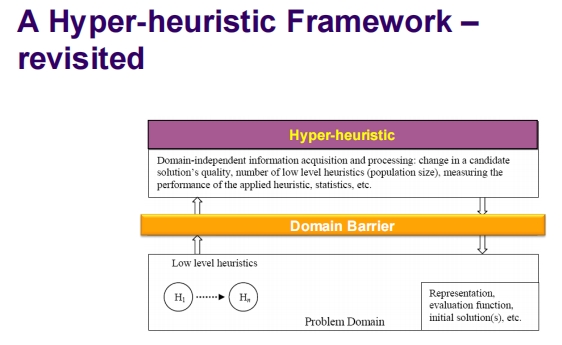 A Hyper-heuristic Framework –
revisited
Hyper-heuristic
Domain-independent information acquisition and processing: change in a candidate
solution's quality, number of low level heuristics (population size), measuring the
performance of the applied heuristic, statistics, etc.
Domain Barrier
Low level heuristics
H1
Hn
Representation,
evaluation function,
initial solution(s), etc.
Problem Domain